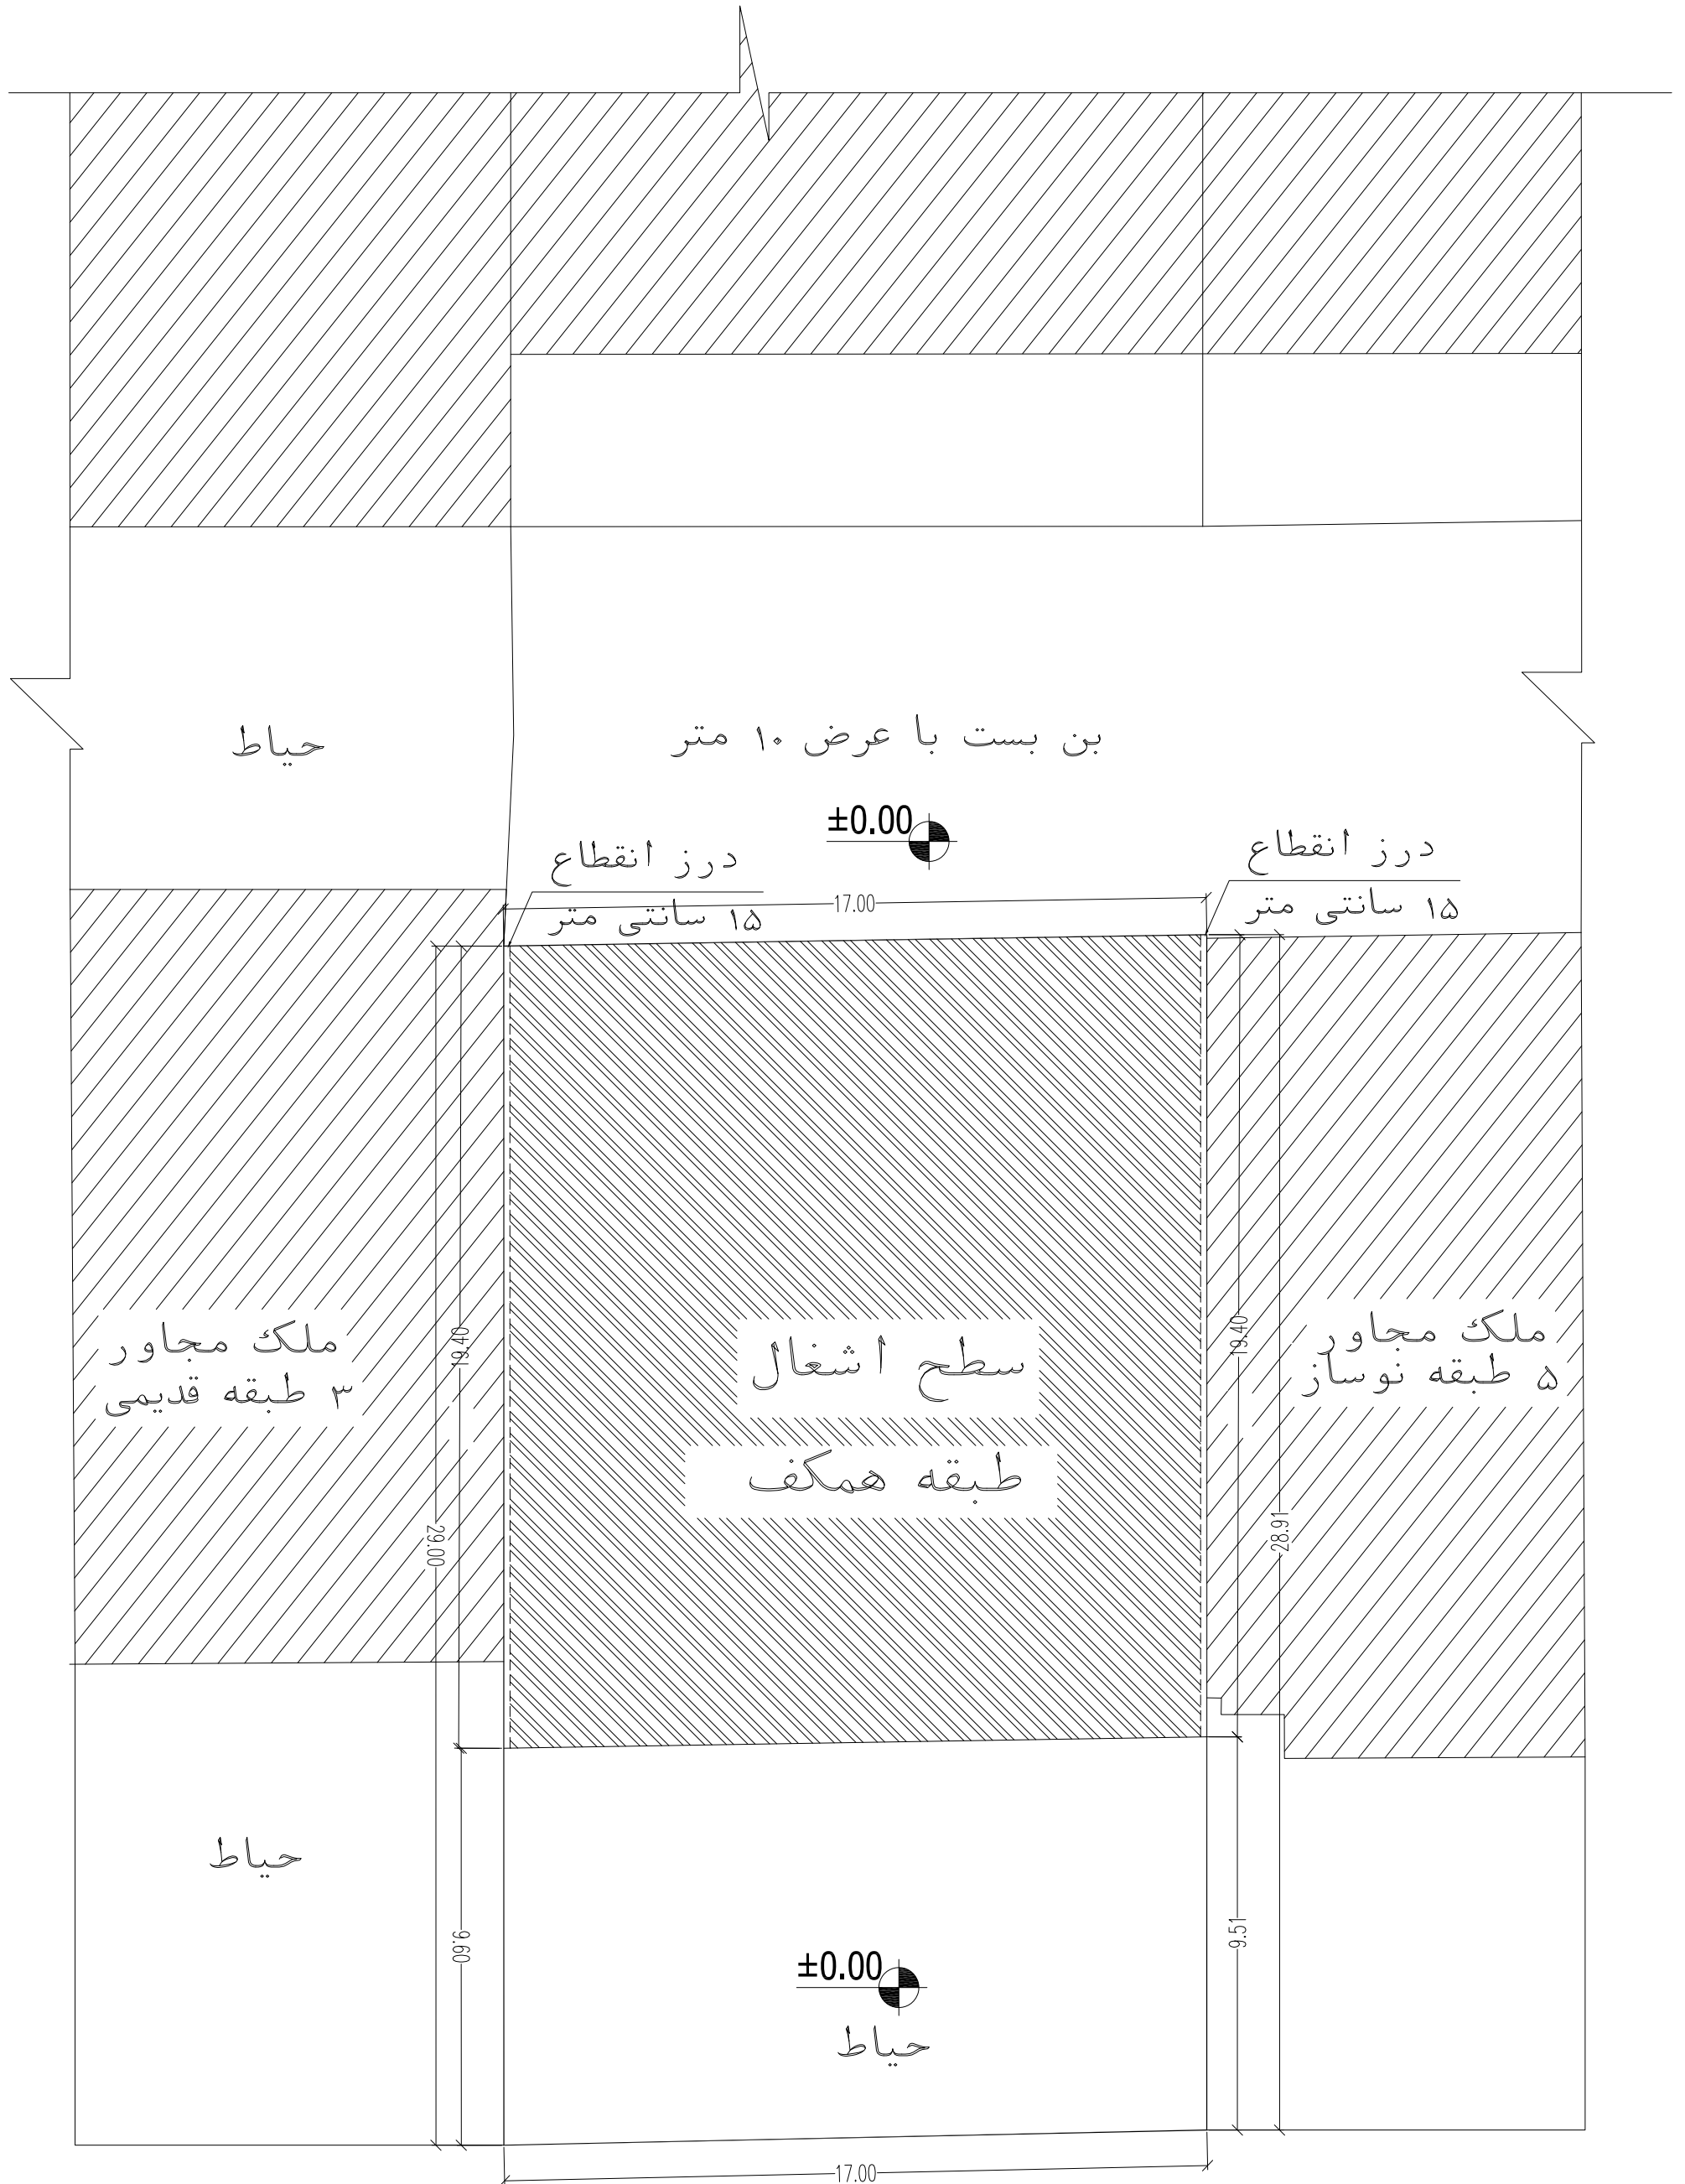 حیاط
بن بست با عرض ۱۰ متر
±0.00
درز انقطاع
۱۵ سانتی متر
درز انقطاع
۱۵ سانتی متر
17.00
ملک مجاور
۵ طبقه نوساز
سطح اشغال
طبقه همکف
ملک مجاور
۳ طبقه قدیمی
19.40
19.40
29.00
28.91
حیاط
9.60
9.51
±0.00
حیاط
17.00